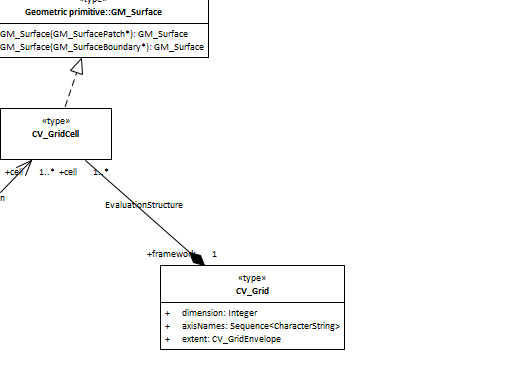 «type»
Geometric primitive::GM_Surface
GM_Surface(GM_SurfacePatch*): GM_Surface
GM_Surface(GM_SurfaceBoundary*): GM_Surface
«type»
CV_GridCell
+cell 1..* +cell 1..*
n
EvaluationStructure
+framework 1
«type»
CV_Grid
+ dimension: Integer
+ axisNames: Sequence<CharacterString>
+ extent: CV_GridEnvelope